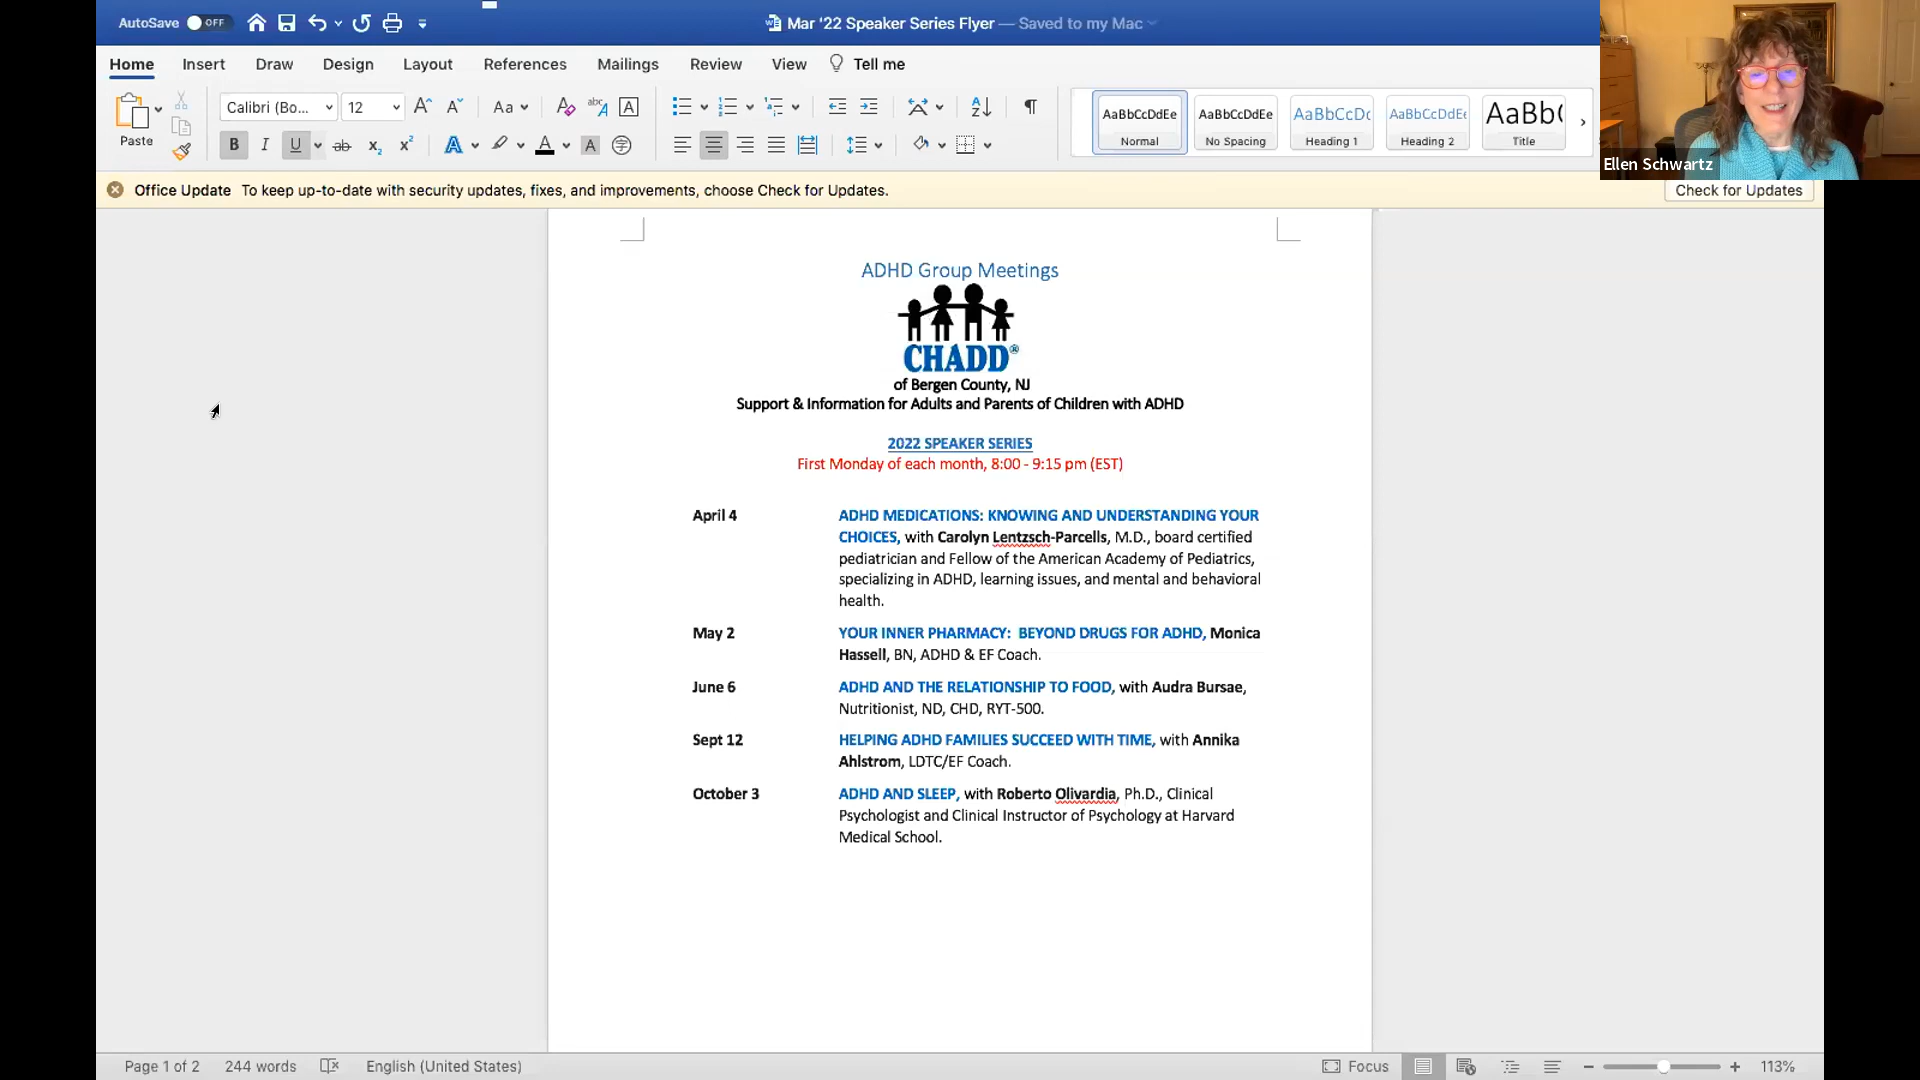 AutoSave OFF Mar '22 Speaker Series Flyer — Saved to my Mac
Home Insert Draw Design Layout References Mailings Review View Tell me
Paste
Calibri (Bo... 12 Aa
AaBbCcDdEe AaBbCcDdEe AaBbCcDc AaBbCcDdEe AaBb(
Normal No Spacing Heading 1 Heading 2 Title
Ellen Schwartz
Office Update To keep up-to-date with security updates, fixes, and improvements, choose Check for Updates. Check for Updates
ADHD Group Meetings
CHADD®
of Bergen County, NJ
Support & Information for Adults and Parents of Children with ADHD
2022 SPEAKER SERIES
First Monday of each month, 8:00 - 9:15 pm (EST)
April 4 ADHD MEDICATIONS: KNOWING AND UNDERSTANDING YOUR
CHOICES, with Carolyn Lentzsch-Parcells, M.D., board certified
pediatrician and Fellow of the American Academy of Pediatrics,
specializing in ADHD, learning issues, and mental and behavioral
health.
May 2 YOUR INNER PHARMACY: BEYOND DRUGS FOR ADHD, Monica
Hassell, BN, ADHD & EF Coach.
June 6 ADHD AND THE RELATIONSHIP TO FOOD, with Audra Bursae,
Nutritionist, ND, CHD, RYT-500.
Sept 12 HELPING ADHD FAMILIES SUCCEED WITH TIME, with Annika
Ahlstrom, LDTC/EF Coach.
October 3 ADHD AND SLEEP, with Roberto Olivardia, Ph.D., Clinical
Psychologist and Clinical Instructor of Psychology at Harvard
Medical School.
Page 1 of 2 244 words English (United States) Focus 113%